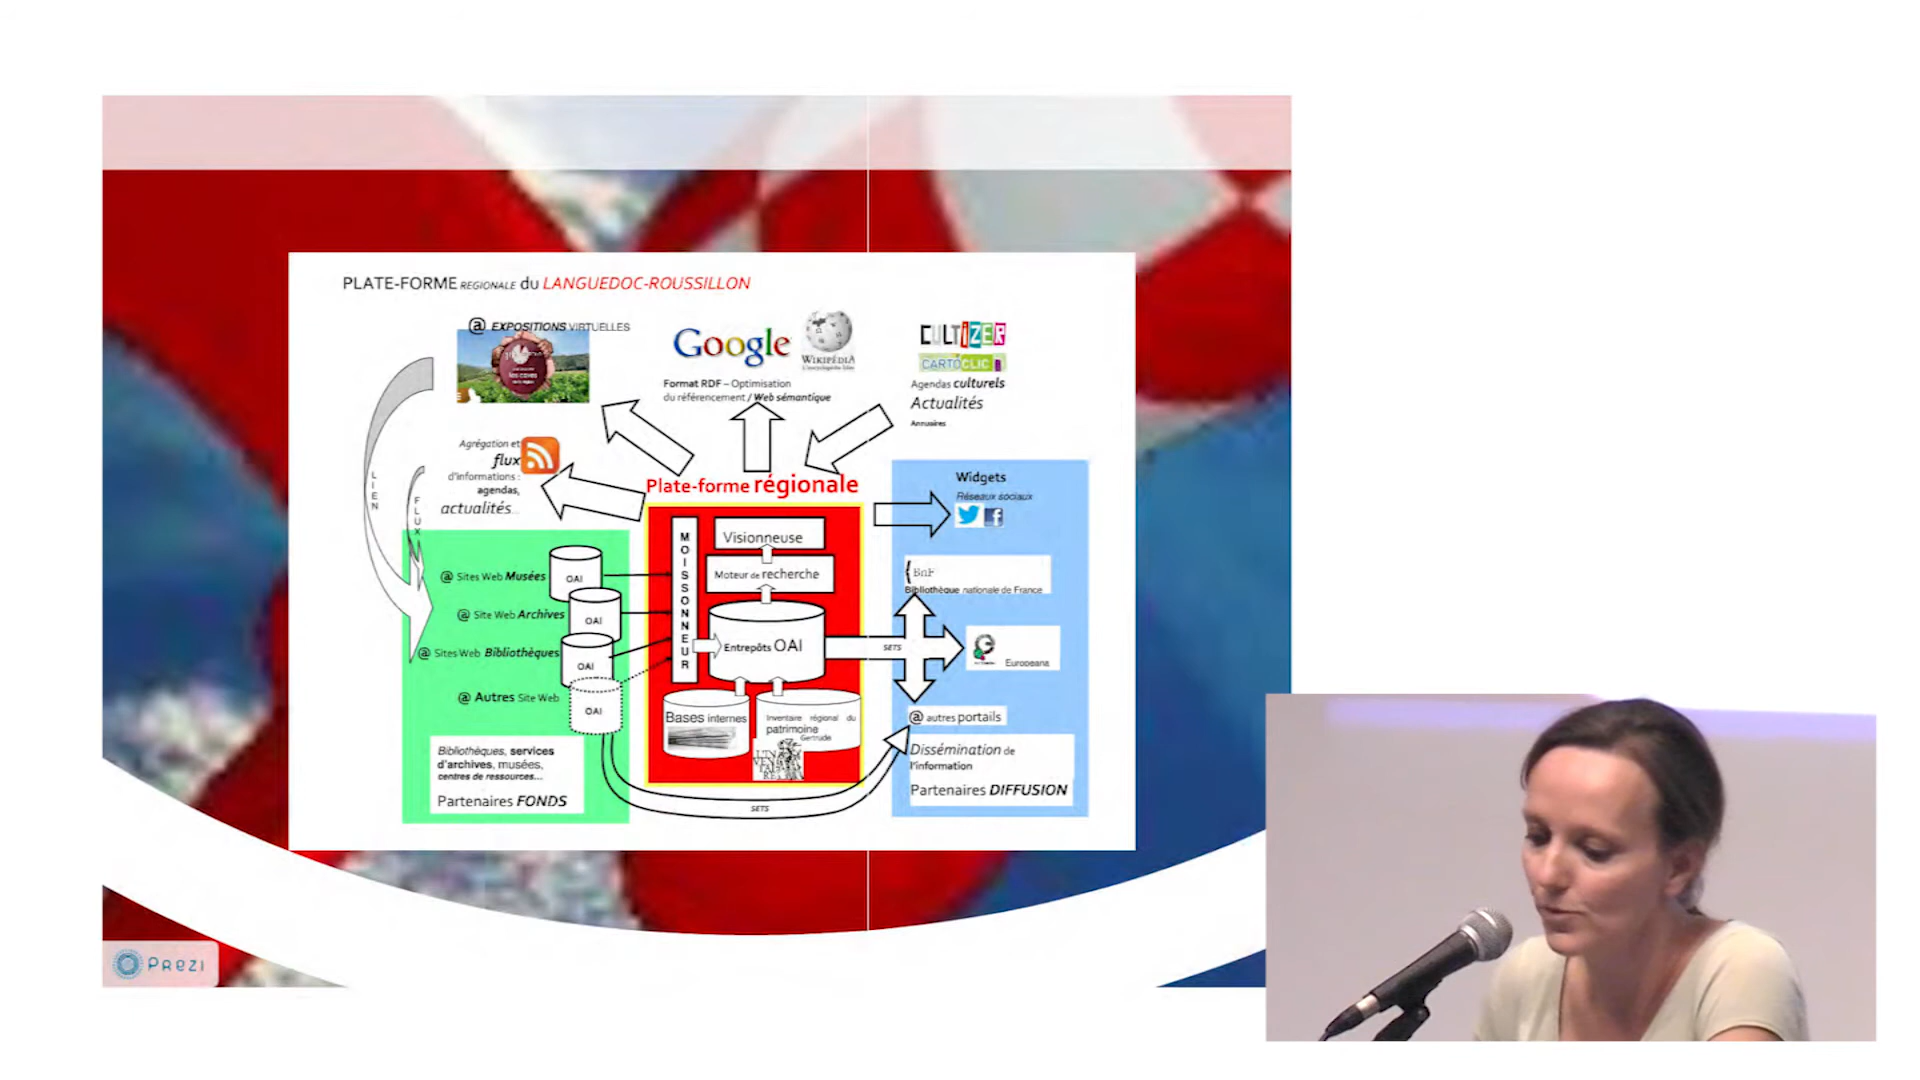 PLATE-FORME REGIONALE du LANGUEDOC-ROUSSILLON
@ EXPOSITIONS VIRTUELLES
Google
WIKIPÉDIA
Format RDF – Optimisation
du référencement / Web sémantique
CULTIZER
CARTOCLIC
Agendas culturels
Actualités
Annuaires
Agrégation et
flux
d'informations :
agendas,
actualités...
LIEN
FLUX
Plate-forme régionale
MOISSONNEUR
Visionneuse
Moteur de recherche
Entrepôts OAI
Bases internes
Inventaire régional du
patrimoine
Gertrude
L'INVENTAIRE
@ Sites Web Musées
OAI
@ Site Web Archives
OAI
@ Sites Web Bibliothèques
OAI
@ Autres Site Web
OAI
Bibliothèques, services
d'archives, musées,
centres de ressources...
Partenaires FONDS
SETS
Widgets
Réseaux sociaux
BnF
Bibliothèque nationale de France
SETS
Europeana
@ autres portails
Dissémination de
l'information
Partenaires DIFFUSION
Prezi